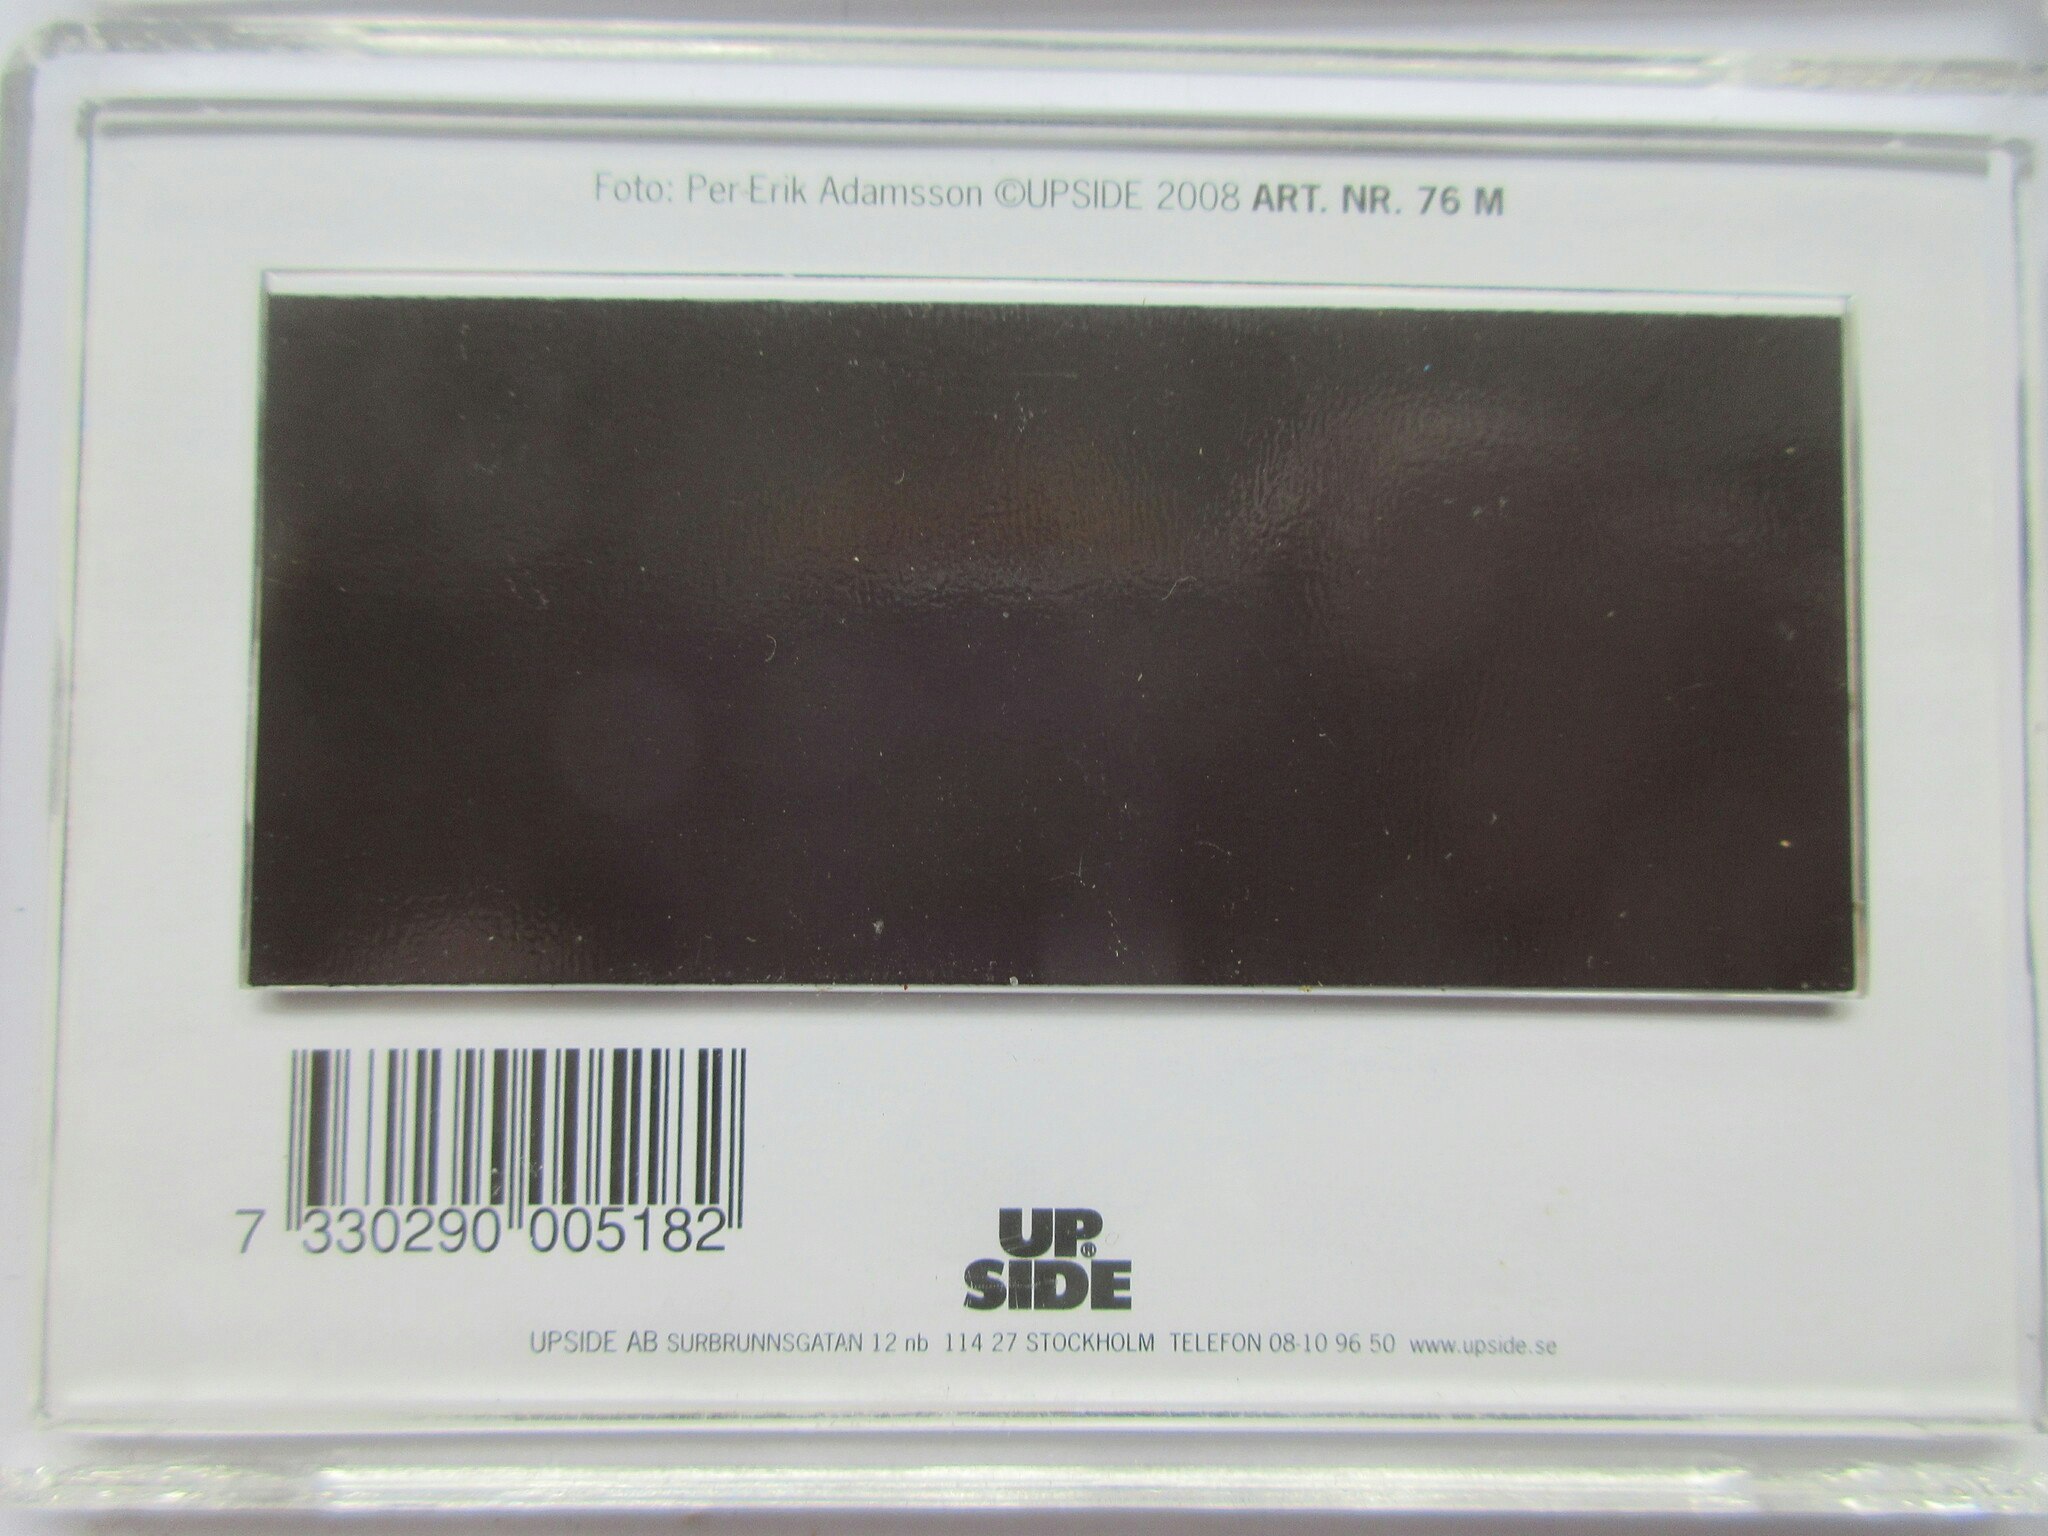 Foto: Per-Erik Adamsson ©UPSIDE 2008 ART. NR. 76 M
7 330290 005182
UP®
SIDE
UPSIDE AB SURBRUNNSGATAN 12 nb 114 27 STOCKHOLM TELEFON 08-10 96 50 www.upside.se